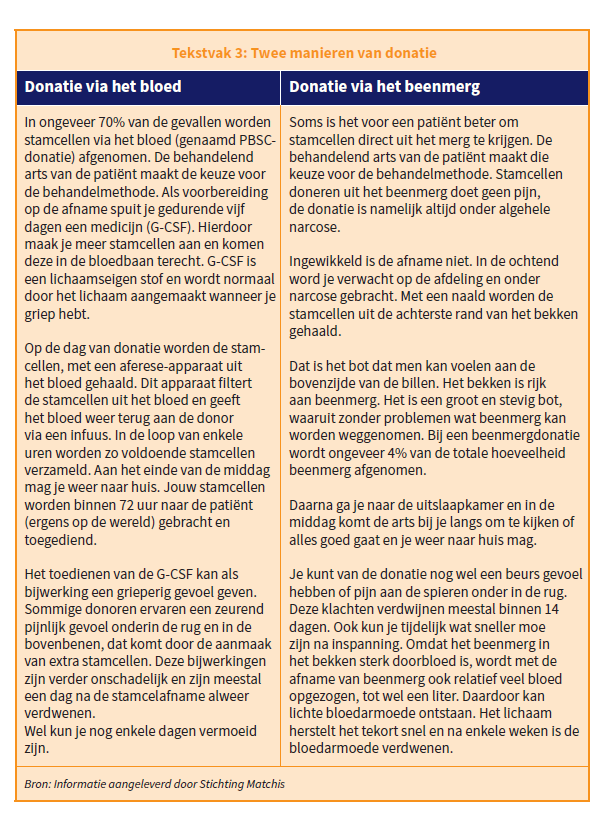 Tekstvak 3: Twee manieren van donatie
Donatie via het bloed
In ongeveer 70% van de gevallen worden
stamcellen via het bloed (genaamd PBSC-
donatie) afgenomen. De behandelend
arts van de patiënt maakt de keuze voor
de behandelmethode. Als voorbereiding
op de afname spuit je gedurende vijf
dagen een medicijn (G-CSF). Hierdoor
maak je meer stamcellen aan en komen
deze in de bloedbaan terecht. G-CSF is
een lichaamseigen stof en wordt normaal
door het lichaam aangemaakt wanneer je
griep hebt.
Op de dag van donatie worden de stam-
cellen, met een aferese-apparaat uit
het bloed gehaald. Dit apparaat filtert
de stamcellen uit het bloed en geeft
het bloed weer terug aan de donor
via een infuus. In de loop van enkele
uren worden zo voldoende stamcellen
verzameld. Aan het einde van de middag
mag je weer naar huis. Jouw stamcellen
worden binnen 72 uur naar de patiënt
(ergens op de wereld) gebracht en
toegediend.
Het toedienen van de G-CSF kan als
bijwerking een grieperig gevoel geven.
Sommige donoren ervaren een zeurend
pijnlijk gevoel onderin de rug en in de
bovenbenen, dat komt door de aanmaak
van extra stamcellen. Deze bijwerkingen
zijn verder onschadelijk en zijn meestal
een dag na de stamcelafname alweer
verdwenen.
Wel kun je nog enkele dagen vermoeid
zijn.
Donatie via het beenmerg
Soms is het voor een patiënt beter om
stamcellen direct uit het merg te krijgen. De
behandelend arts van de patiënt maakt die
keuze voor de behandelmethode. Stamcellen
doneren uit het beenmerg doet geen pijn,
de donatie is namelijk altijd onder algehele
narcose.
Ingewikkeld is de afname niet. In de ochtend
word je verwacht op de afdeling en onder
narcose gebracht. Met een naald worden de
stamcellen uit de achterste rand van het bekken
gehaald.
Dat is het bot dat men kan voelen aan de
bovenzijde van de billen. Het bekken is rijk
aan beenmerg. Het is een groot en stevig bot,
waaruit zonder problemen wat beenmerg kan
worden weggenomen. Bij een beenmergdonatie
wordt ongeveer 4% van de totale hoeveelheid
beenmerg afgenomen.
Daarna ga je naar de uitslaapkamer en in de
middag komt de arts bij je langs om te kijken of
alles goed gaat en je weer naar huis mag.
Je kunt van de donatie nog wel een beurs gevoel
hebben of pijn aan de spieren onder in de rug.
Deze klachten verdwijnen meestal binnen 14
dagen. Ook kun je tijdelijk wat sneller moe
zijn na inspanning. Omdat het beenmerg in
het bekken sterk doorbloed is, wordt met de
afname van beenmerg ook relatief veel bloed
opgezogen, tot wel een liter. Daardoor kan
lichte bloedarmoede ontstaan. Het lichaam
herstelt het tekort snel en na enkele weken is de
bloedarmoede verdwenen.
Bron: Informatie aangeleverd door Stichting Matchis